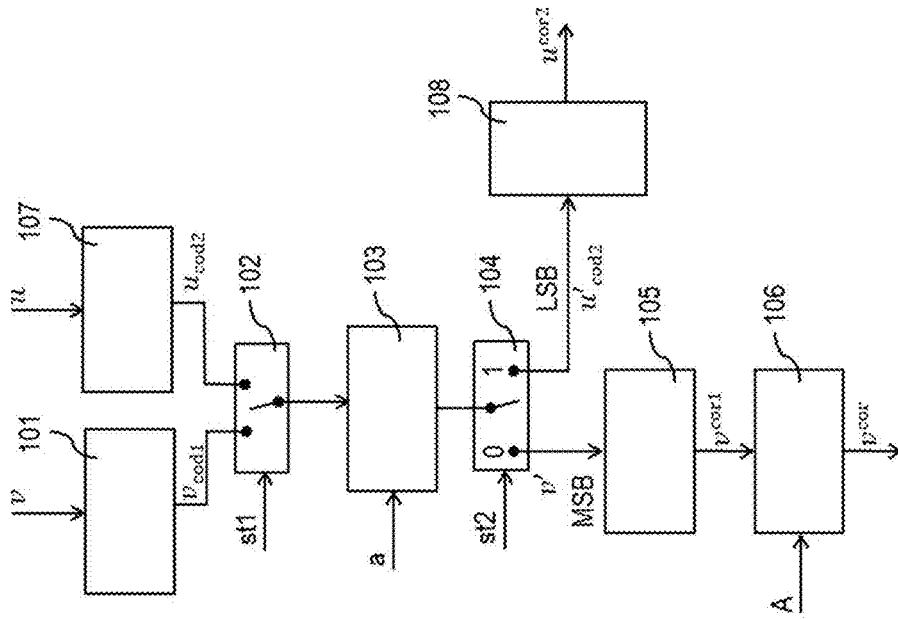 v
u
101
107
v_cod1
u_cod2
102
st1
103
a
104
0
1
st2
v'
MSB
LSB
u'_cod2
108
u^cor2
105
v^cor1
106
A
v^cor